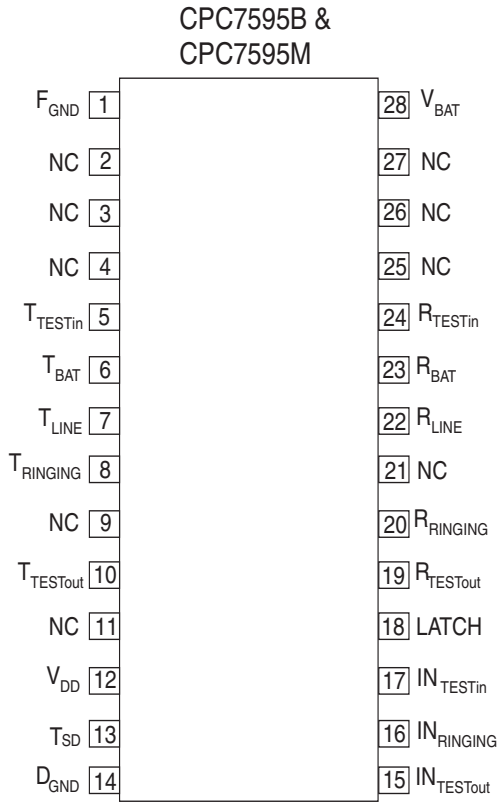 CPC7595B &
CPC7595M
F_GND 1
28 V_BAT
NC 2
27 NC
NC 3
26 NC
NC 4
25 NC
T_TESTin 5
24 R_TESTin
T_BAT 6
23 R_BAT
T_LINE 7
22 R_LINE
T_RINGING 8
21 NC
NC 9
20 R_RINGING
T_TESTout 10
19 R_TESTout
NC 11
18 LATCH
V_DD 12
17 IN_TESTin
T_SD 13
16 IN_RINGING
D_GND 14
15 IN_TESTout